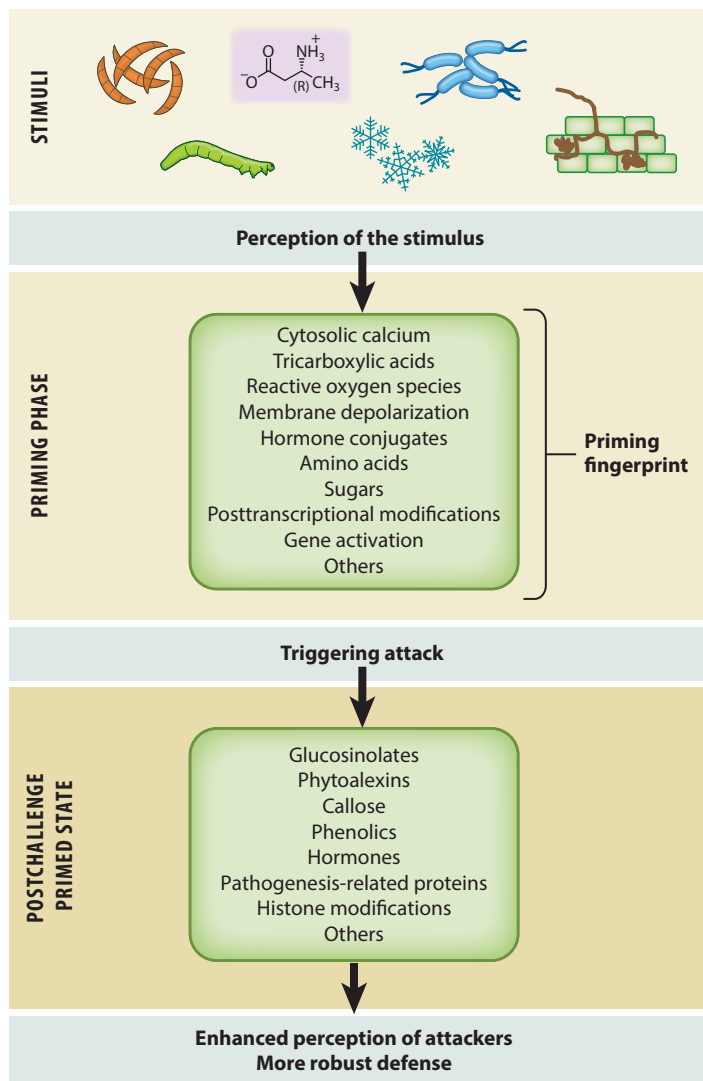 STIMULI
O
−O
+
NH3
(R)
CH3
Perception of the stimulus
PRIMING PHASE
Cytosolic calcium
Tricarboxylic acids
Reactive oxygen species
Membrane depolarization
Hormone conjugates
Amino acids
Sugars
Posttranscriptional modifications
Gene activation
Others
Priming
fingerprint
Triggering attack
POSTCHALLENGE
PRIMED STATE
Glucosinolates
Phytoalexins
Callose
Phenolics
Hormones
Pathogenesis-related proteins
Histone modifications
Others
Enhanced perception of attackers
More robust defense